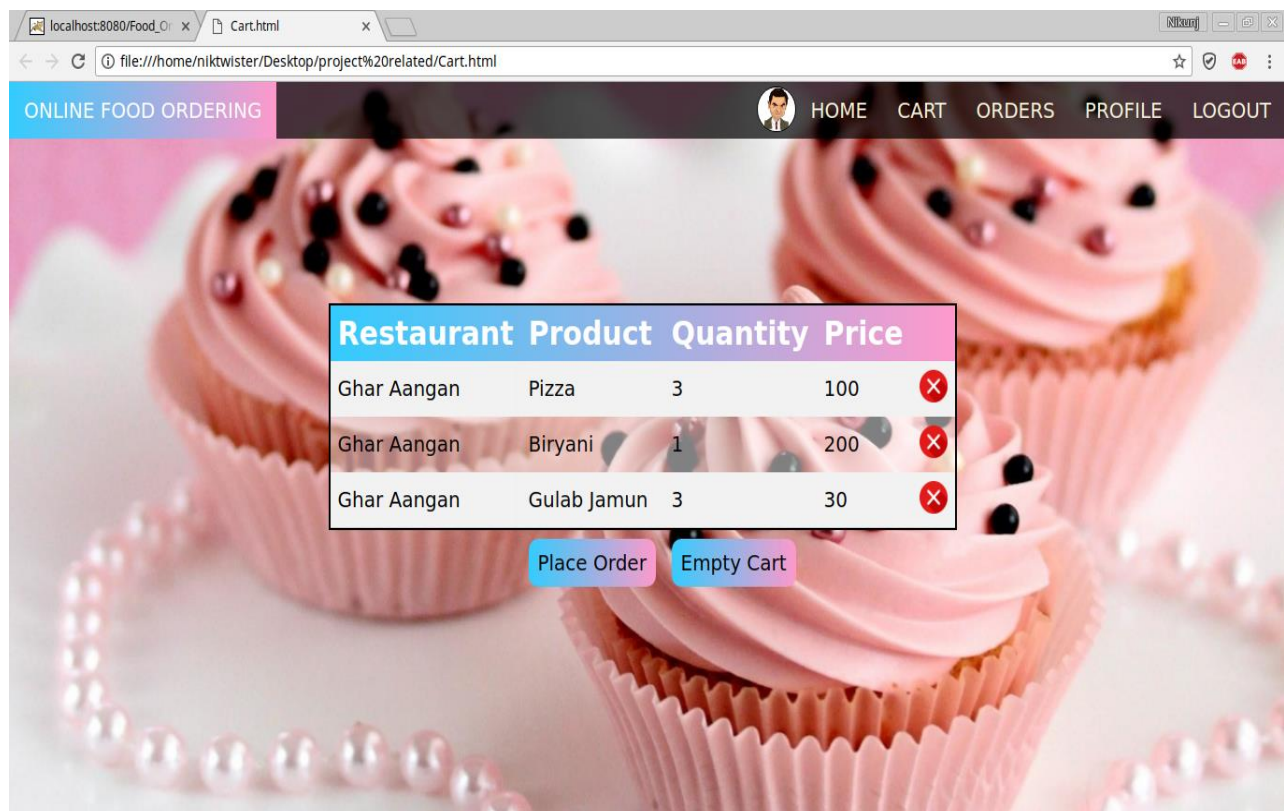 localhost:8080/Food_Or Cart.html Nikunj
file:///home/niktwister/Desktop/project%20related/Cart.html
ONLINE FOOD ORDERING HOME CART ORDERS PROFILE LOGOUT
Restaurant Product Quantity Price
Ghar Aangan Pizza 3 100
Ghar Aangan Biryani 1 200
Ghar Aangan Gulab Jamun 3 30
Place Order Empty Cart